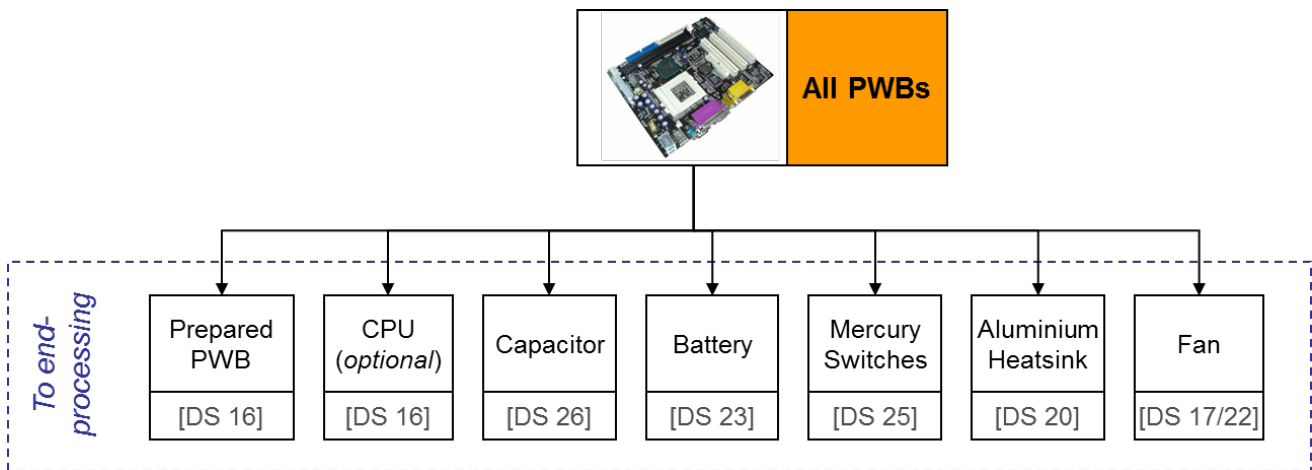 All PWBs
To end-
processing
Prepared
PWB
[DS 16]
CPU
(optional)
[DS 16]
Capacitor
[DS 26]
Battery
[DS 23]
Mercury
Switches
[DS 25]
Aluminium
Heatsink
[DS 20]
Fan
[DS 17/22]